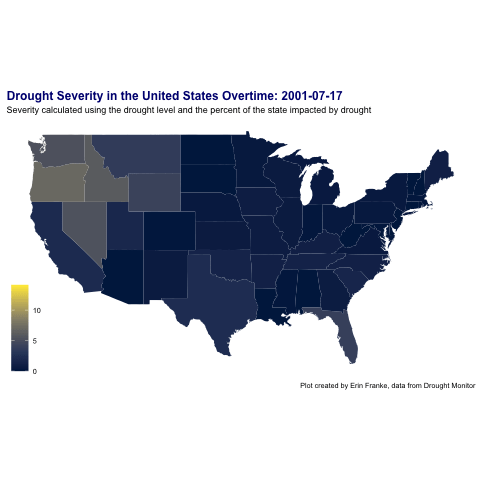 Drought Severity in the United States Overtime: 2001-07-17
Severity calculated using the drought level and the percent of the state impacted by drought
10
5
0
Plot created by Erin Franke, data from Drought Monitor